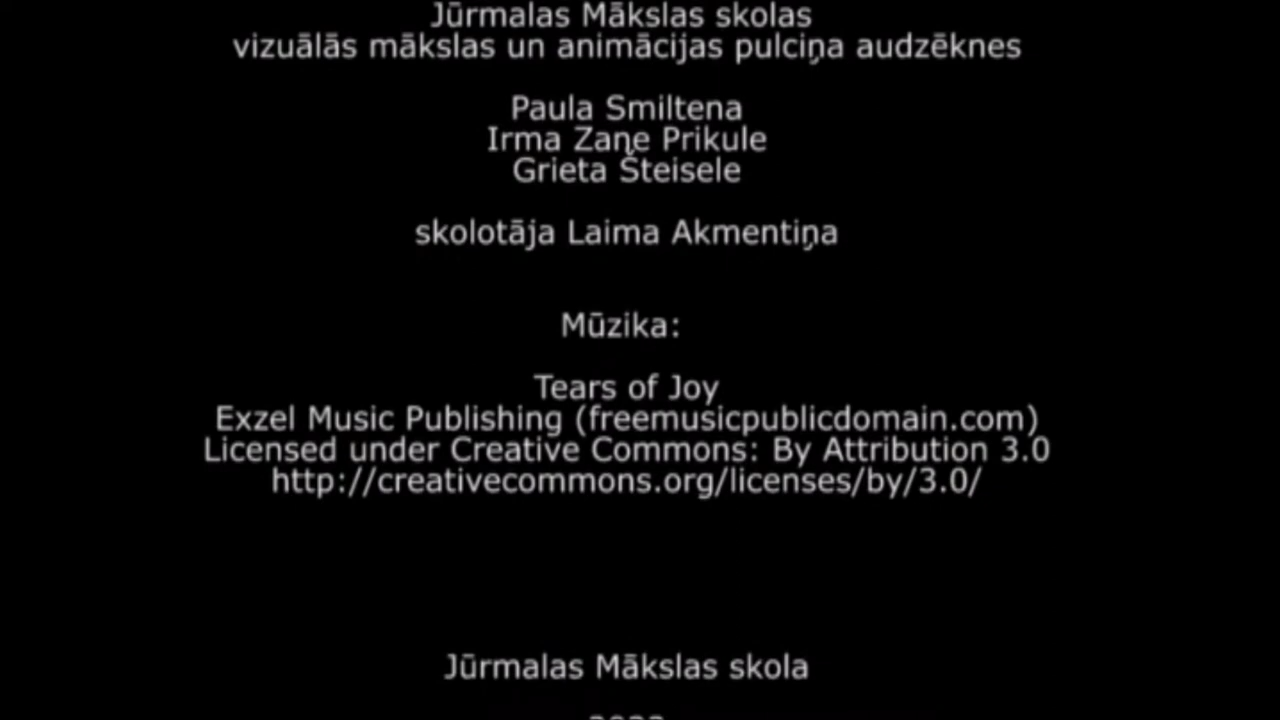 Jūrmalas Mākslas skolas
vizuālās mākslas un animācijas pulciņa audzēknes
Paula Smiltena
Irma Zaņe Prikule
Grieta Šteisele
skolotāja Laima Akmentiņa
Mūzika:
Tears of Joy
Exzel Music Publishing (freemusicpublicdomain.com)
Licensed under Creative Commons: By Attribution 3.0
http://creativecommons.org/licenses/by/3.0/
Jūrmalas Mākslas skola